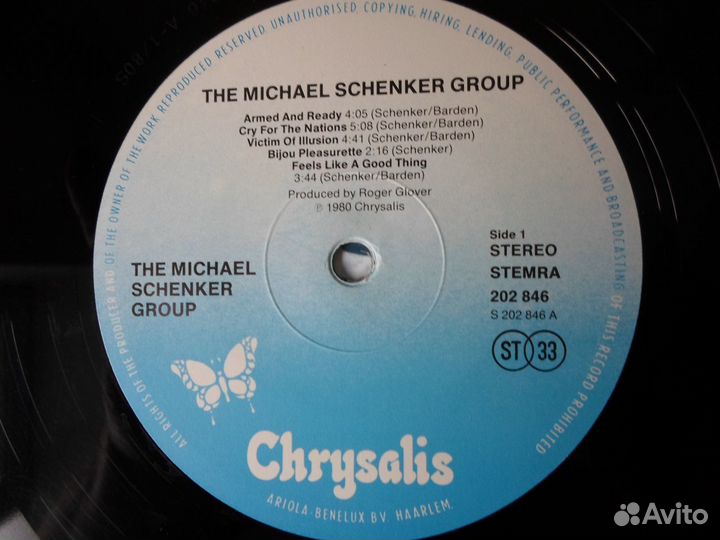 ALL RIGHTS OF THE PRODUCER AND OF THE OWNER OF THE WORK REPRODUCED RESERVED. UNAUTHORISED, COPYING, HIRING, LENDING, PUBLIC PERFORMANCE AND BROADCASTING OF THIS RECORD PROHIBITED
THE MICHAEL SCHENKER GROUP
Armed And Ready 4:05 (Schenker/Barden)
Cry For The Nations 5:08 (Schenker/Barden)
Victim Of Illusion 4:41 (Schenker/Barden)
Bijou Pleasurette 2:16 (Schenker)
Feels Like A Good Thing
3:44 (Schenker/Barden)
Produced by Roger Glover
℗ 1980 Chrysalis
THE MICHAEL
SCHENKER
GROUP
Side 1
STEREO
STEMRA
202 846
S 202 846 A
ST 33
Chrysalis
ARIOLA-BENELUX B.V. HAARLEM.
Avito